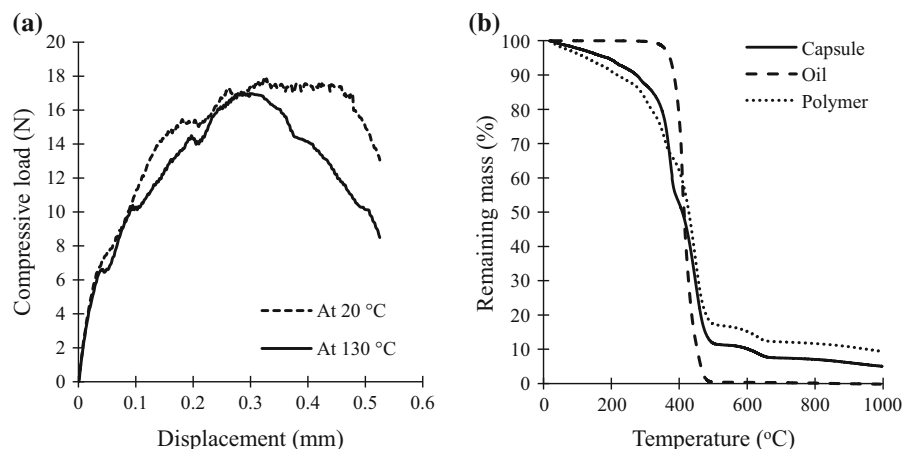 (a)
20
18
16
14
12
10
8
6
4
2
0
Compressive load (N)
0 0.1 0.2 0.3 0.4 0.5 0.6
Displacement (mm)
At 20 °C
At 130 °C
(b)
100
90
80
70
60
50
40
30
20
10
0
Remaining mass (%)
0 200 400 600 800 1000
Temperature (°C)
Capsule
Oil
Polymer